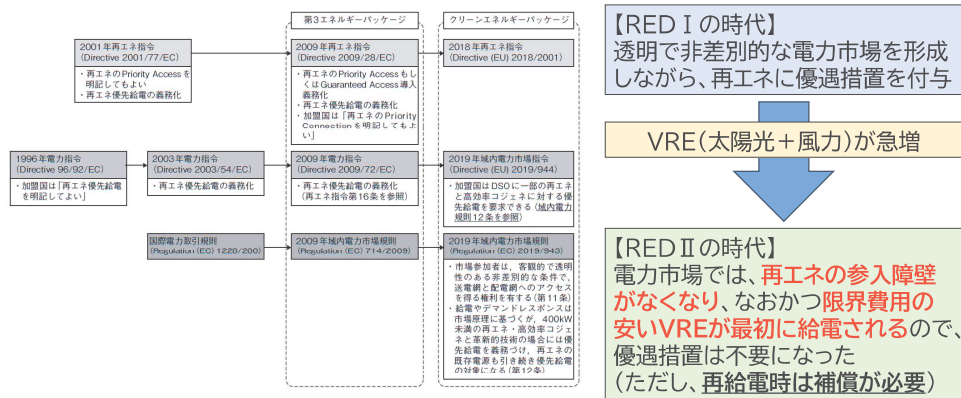 第3エネルギーパッケージ
クリーンエネルギーパッケージ
2001年再エネ指令
(Directive 2001/77/EC)
・再エネのPriority Accessを
明記してもよい
・再エネ優先給電の義務化
2009年再エネ指令
(Directive 2009/28/EC)
・再エネのPriority Accessもし
くはGuaranteed Access導入
義務化
・再エネ優先給電の義務化
・加盟国は「再エネのPriority
Connectionを明記してもよ
い」
2018年再エネ指令
(Directive (EU) 2018/2001)
1996年電力指令
(Directive 96/92/EC)
・加盟国は「再エネ優先給電
を明記してよい」
2003年電力指令
(Directive 2003/54/EC)
・再エネ優先給電の義務化
2009年電力指令
(Directive 2009/72/EC)
・再エネ優先給電の義務化
(再エネ指令第16条を参照)
2019年域内電力市場指令
(Directive (EU) 2019/944)
・加盟国はDSOに一部の再エネ
と高効率コジェネに対する優
先給電を要求できる (域内電力
規則12条を参照)
国際電力取引規則
(Regulation (EC) 1228/200)
2009年域内電力市場規則
(Regulation (EC) 714/2009)
2019年域内電力市場規則
(Regulation (EC) 2019/943)
・市場参加者は、客観的で透明
性のある非差別的な条件で、
送電網と配電網へのアクセス
を得る権利を有する (第11条)
・給電やデマンドレスポンスは
市場原理に基づくが、400kW
未満の再エネ・高効率コジェネ
と革新的技術の場合には優
先給電を義務づけ、再エネの
既存電源も引き続き優先給電
の対象になる (第12条)
【REDⅠの時代】
透明で非差別的な電力市場を形成
しながら、再エネに優遇措置を付与
VRE(太陽光＋風力)が急増
【REDⅡの時代】
電力市場では、再エネの参入障壁
がなくなり、なおかつ限界費用の
安いVREが最初に給電されるので、
優遇措置は不要になった
(ただし、再給電時は補償が必要)